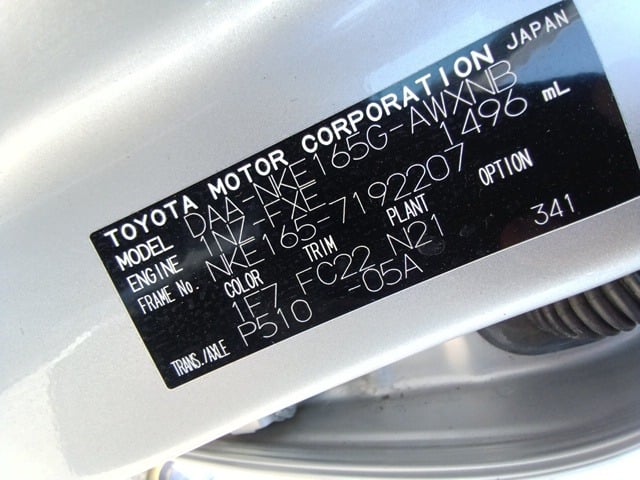 TOYOTA MOTOR CORPORATION JAPAN
MODEL DAA-NKE165G-AWXNB
ENGINE 1NZ-FXE 1496 mL
FRAME No. NKE165-7192207
COLOR TRIM PLANT OPTION
1F7 FC22 N21 341
TRANS./AXLE P510 -05A